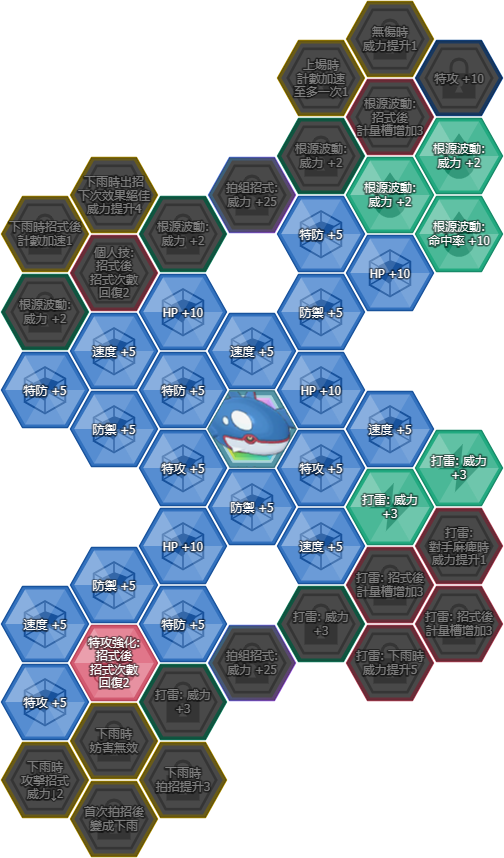 無傷時
威力提升1
上場時
計數加速
至多一次1
特攻 +10
根源波動:
招式後
計量槽增加3
根源波動:
威力 +2
根源波動:
威力 +2
下雨時出招
下次效果絕佳
威力提升4
拍組招式:
威力 +25
根源波動:
威力 +2
下雨時招式後
計數加速1
根源波動:
威力 +2
特防 +5
根源波動:
命中率 +10
個人技:
招式後
招式次數
回復2
HP +10
根源波動:
威力 +2
HP +10
防禦 +5
速度 +5
速度 +5
特防 +5
特防 +5
HP +10
防禦 +5
速度 +5
特攻 +5
特攻 +5
打雷: 威力
+3
防禦 +5
打雷: 威力
+3
HP +10
速度 +5
打雷:
對手麻痺時
威力提升1
防禦 +5
打雷: 招式後
計量槽增加3
速度 +5
特防 +5
打雷: 威力
+3
打雷: 招式後
計量槽增加3
特攻強化:
招式後
招式次數
回復2
拍組招式:
威力 +25
打雷: 下雨時
威力提升5
特攻 +5
打雷: 威力
+3
下雨時
妨害無效
下雨時
攻擊招式
威力↓2
下雨時
拍招提升3
首次拍招後
變成下雨